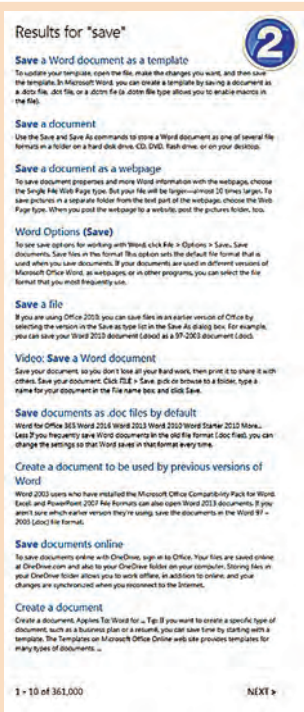 Results for "save"
2
Save a Word document as a template
To update your template, open the file, make the changes you want, and then save
the template. In Microsoft Word, you can create a template by saving a document as
a .dotx file, .dot file, or a .dotm fie (a .dotm file type allows you to enable macros in
the file).
Save a document
Use the Save and Save As commands to store a Word document as one of several file
formats in a folder on a hard disk drive, CD, DVD, flash drive, or on your desktop.
Save a document as a webpage
To save document properties and more Word information with the webpage, choose
the Single File Web Page type. But your file will be larger—almost 10 times larger. To
save pictures in a separate folder from the text part of the webpage, choose the Web
Page type. When you post the webpage to a website, post the pictures folder, too.
Word Options (Save)
To see save options for working with Word, click File > Options > Save.. Save
documents. Save files in this format This option sets the default file format that is
used when you save documents. If your documents are used in different versions of
Microsoft Office Word, as webpages, or in other programs, you can select the file
format that you most frequently use.
Save a file
If you are using Office 2010, you can save files in an earlier version of Office by
selecting the version in the Save as type list in the Save As dialog box. For example,
you can save your Word 2010 document (.docx) as a 97-2003 document (.doc).
Video: Save a Word document
Save your document, so you don't lose all your hard work, then print it to share it with
others. Save your document. Click FILE > Save, pick or browse to a folder, type a
name for your document in the File name box, and click Save.
Save documents as .doc files by default
Word for Office 365 Word 2016 Word 2013 Word 2010 Word Starter 2010 More...
Less If you frequently save Word documents in the old file format (.doc files), you can
change the settings so that Word saves in that format every time.
Create a document to be used by previous versions of
Word
Word 2003 users who have installed the Microsoft Office Compatibility Pack for Word,
Excel, and PowerPoint 2007 File Formats can also open Word 2013 documents. If you
aren't sure which earlier version they're using, save the documents in the Word 97 –
2003 (.doc) file format.
Save documents online
To save documents online with OneDrive, sign in to Office. Your files are saved online
at OneDrive.com and also to your OneDrive folder on your computer. Storing files in
your OneDrive folder allows you to work offline, in addition to online, and your
changes are synchronized when you reconnect to the Internet.
Create a document
Create a document. Applies To: Word for ... Tip: If you want to create a specific type of
document, such as a business plan or a resumé, you can save time by starting with a
template. The Templates on Microsoft Office Online web site provides templates for
many types of documents. ...
1 - 10 of 361,000
NEXT >